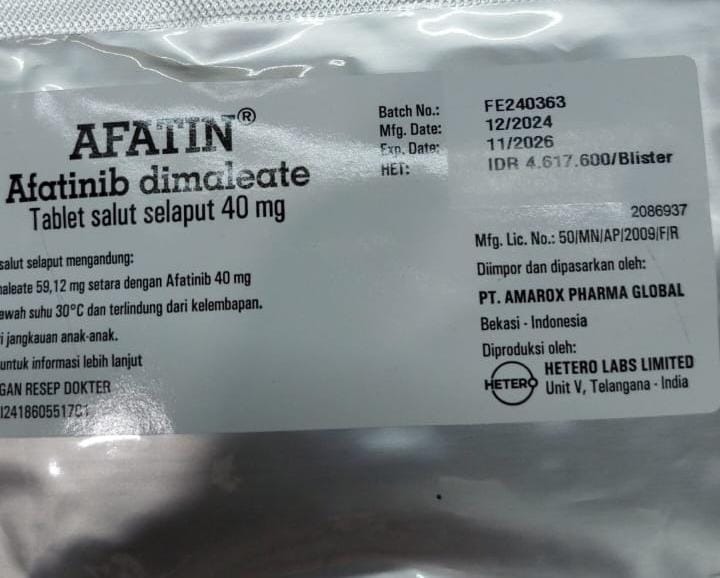 AFATIN®
Afatinib dimaleate
Tablet salut selaput 40 mg
salut selaput mengandung:
maleate 59,12 mg setara dengan Afatinib 40 mg
suhu 30°C dan terlindung dari kelembapan.
jangkauan anak-anak.
untuk informasi lebih lanjut
RESEP DOKTER
Batch No.: FE240363
Mfg. Date: 12/2024
Exp. Date: 11/2026
HET: IDR 4.617.600/Blister
2086937
Mfg. Lic. No.: 50/MN/AP/2009/F/R
Diimpor dan dipasarkan oleh:
PT. AMAROX PHARMA GLOBAL
Bekasi - Indonesia
Diproduksi oleh:
HETERO
HETERO LABS LIMITED
Unit V, Telangana - India